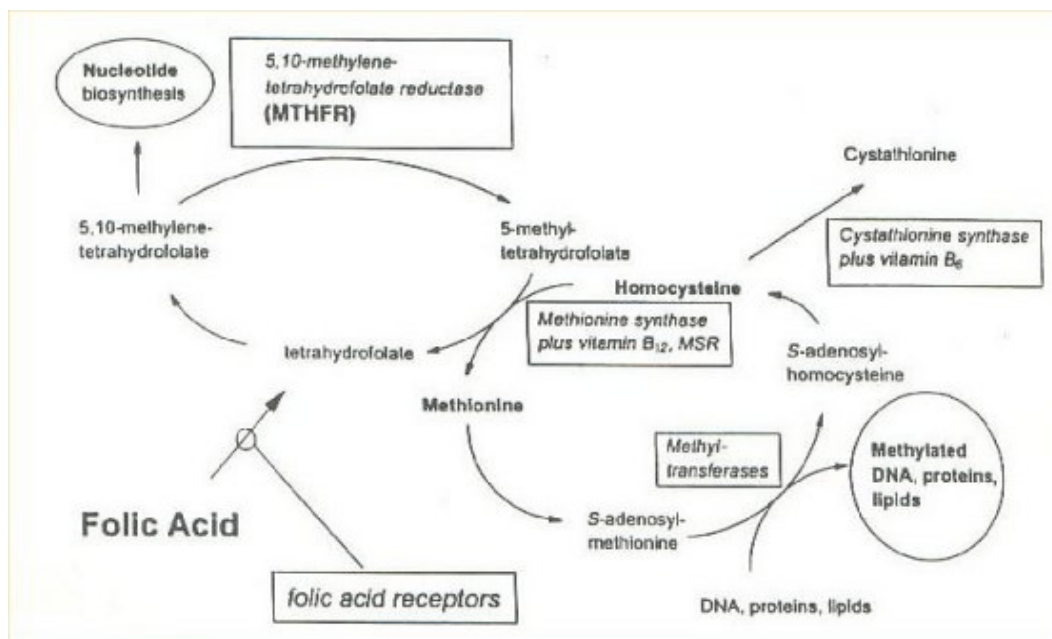 Nucleotide
biosynthesis
5,10-methylene-
tetrahydrofolate reductase
(MTHFR)
Cystathionine
5,10-methylene-
tetrahydrofolate
5-methyl-
tetrahydrofolate
Cystathionine synthase
plus vitamin B6
Homocysteine
Methionine synthase
plus vitamin B12, MSR
tetrahydrofolate
S-adenosyl-
homocysteine
Methionine
Methyl-
transferases
Methylated
DNA, proteins,
lipids
Folic Acid
S-adenosyl-
methionine
folic acid receptors
DNA, proteins, lipids